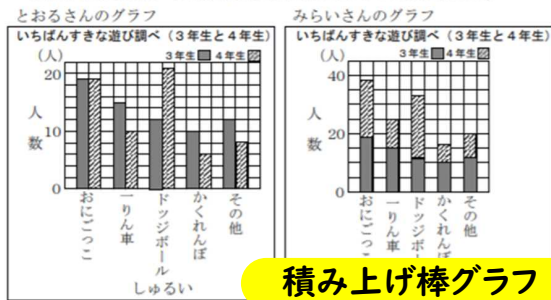 とおるさんのグラフ
いちばんすきな遊び調べ（3年生と4年生）
3年生 4年生
（人）
20
人
10
数
0
おにごっこ
一りん車
ドッジボール
かくれんぼ
その他
しゅるい
みらいさんのグラフ
いちばんすきな遊び調べ（3年生と4年生）
3年生 4年生
（人）
40
人
20
数
0
おにごっこ
一りん車
ドッジボー
かくれんぼ
その他
積み上げ棒グラフ